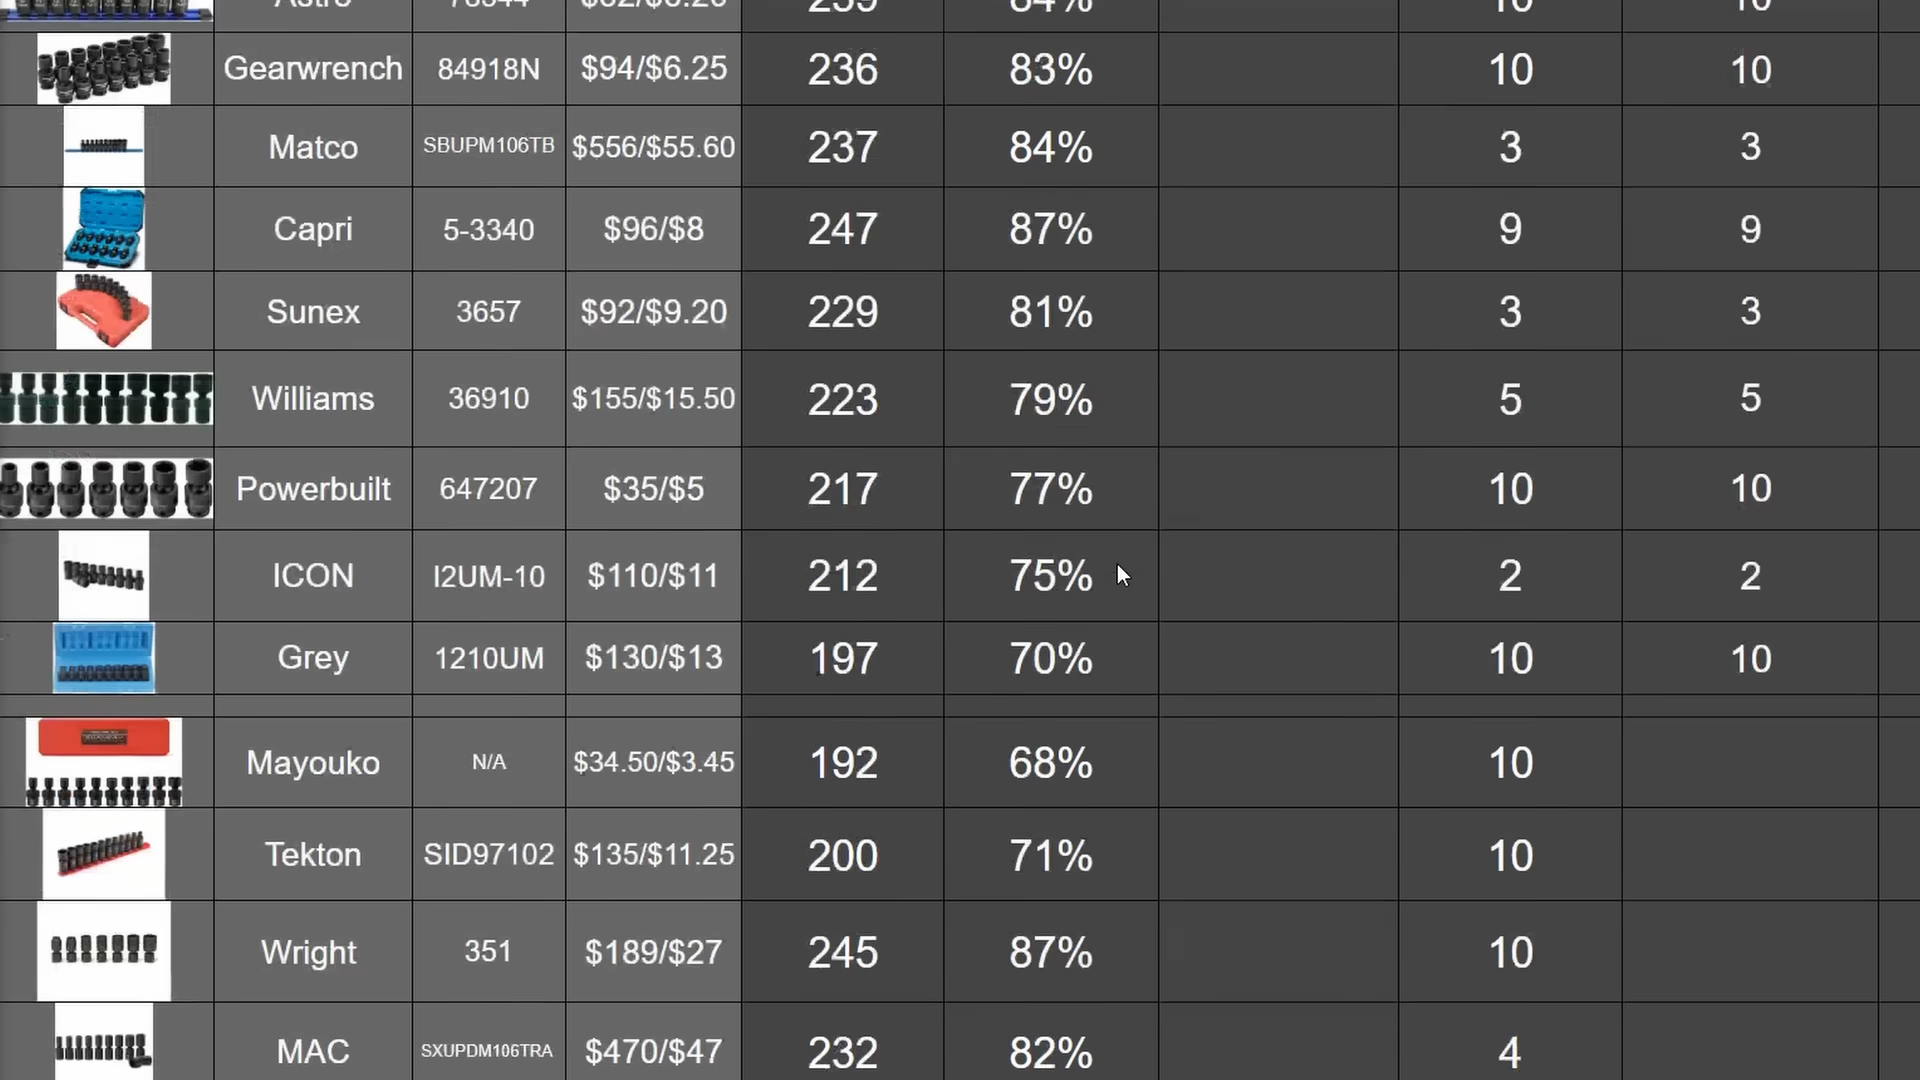 Astro 78544 84% 10 10
Gearwrench 84918N $94/$6.25 236 83% 10 10
Matco SBUPM106TB $556/$55.60 237 84% 3 3
Capri 5-3340 $96/$8 247 87% 9 9
Sunex 3657 $92/$9.20 229 81% 3 3
Williams 36910 $155/$15.50 223 79% 5 5
Powerbuilt 647207 $35/$5 217 77% 10 10
ICON I2UM-10 $110/$11 212 75% 2 2
Grey 1210UM $130/$13 197 70% 10 10
Mayouko N/A $34.50/$3.45 192 68% 10
Tekton SID97102 $135/$11.25 200 71% 10
Wright 351 $189/$27 245 87% 10
MAC SXUPDM106TRA $470/$47 232 82% 4